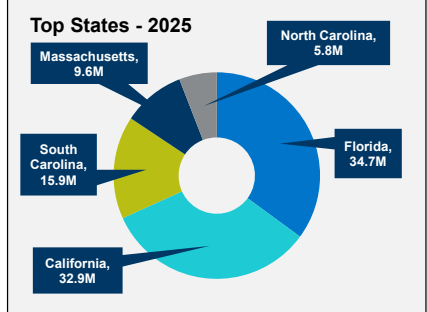 Top States - 2025
North Carolina,
5.8M
Massachusetts,
9.6M
Florida,
34.7M
South
Carolina,
15.9M
California,
32.9M